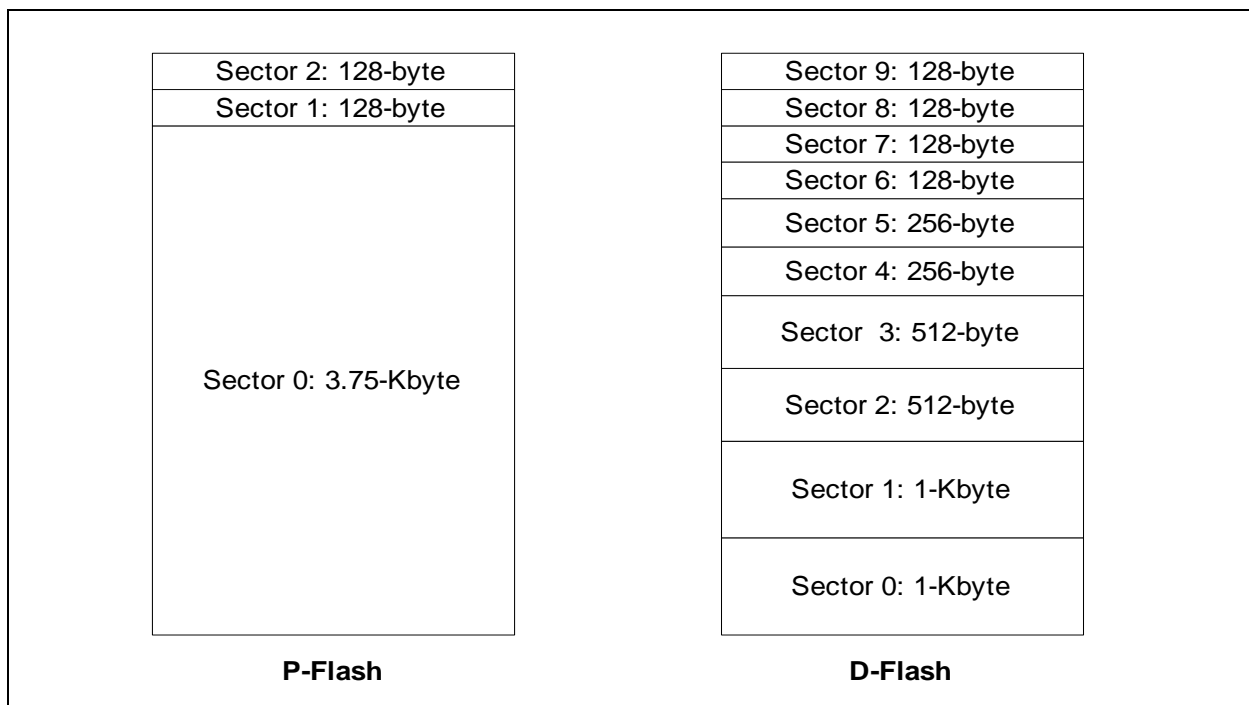 Sector 2: 128-byte
Sector 1: 128-byte
Sector 0: 3.75-Kbyte
P-Flash
Sector 9: 128-byte
Sector 8: 128-byte
Sector 7: 128-byte
Sector 6: 128-byte
Sector 5: 256-byte
Sector 4: 256-byte
Sector 3: 512-byte
Sector 2: 512-byte
Sector 1: 1-Kbyte
Sector 0: 1-Kbyte
D-Flash